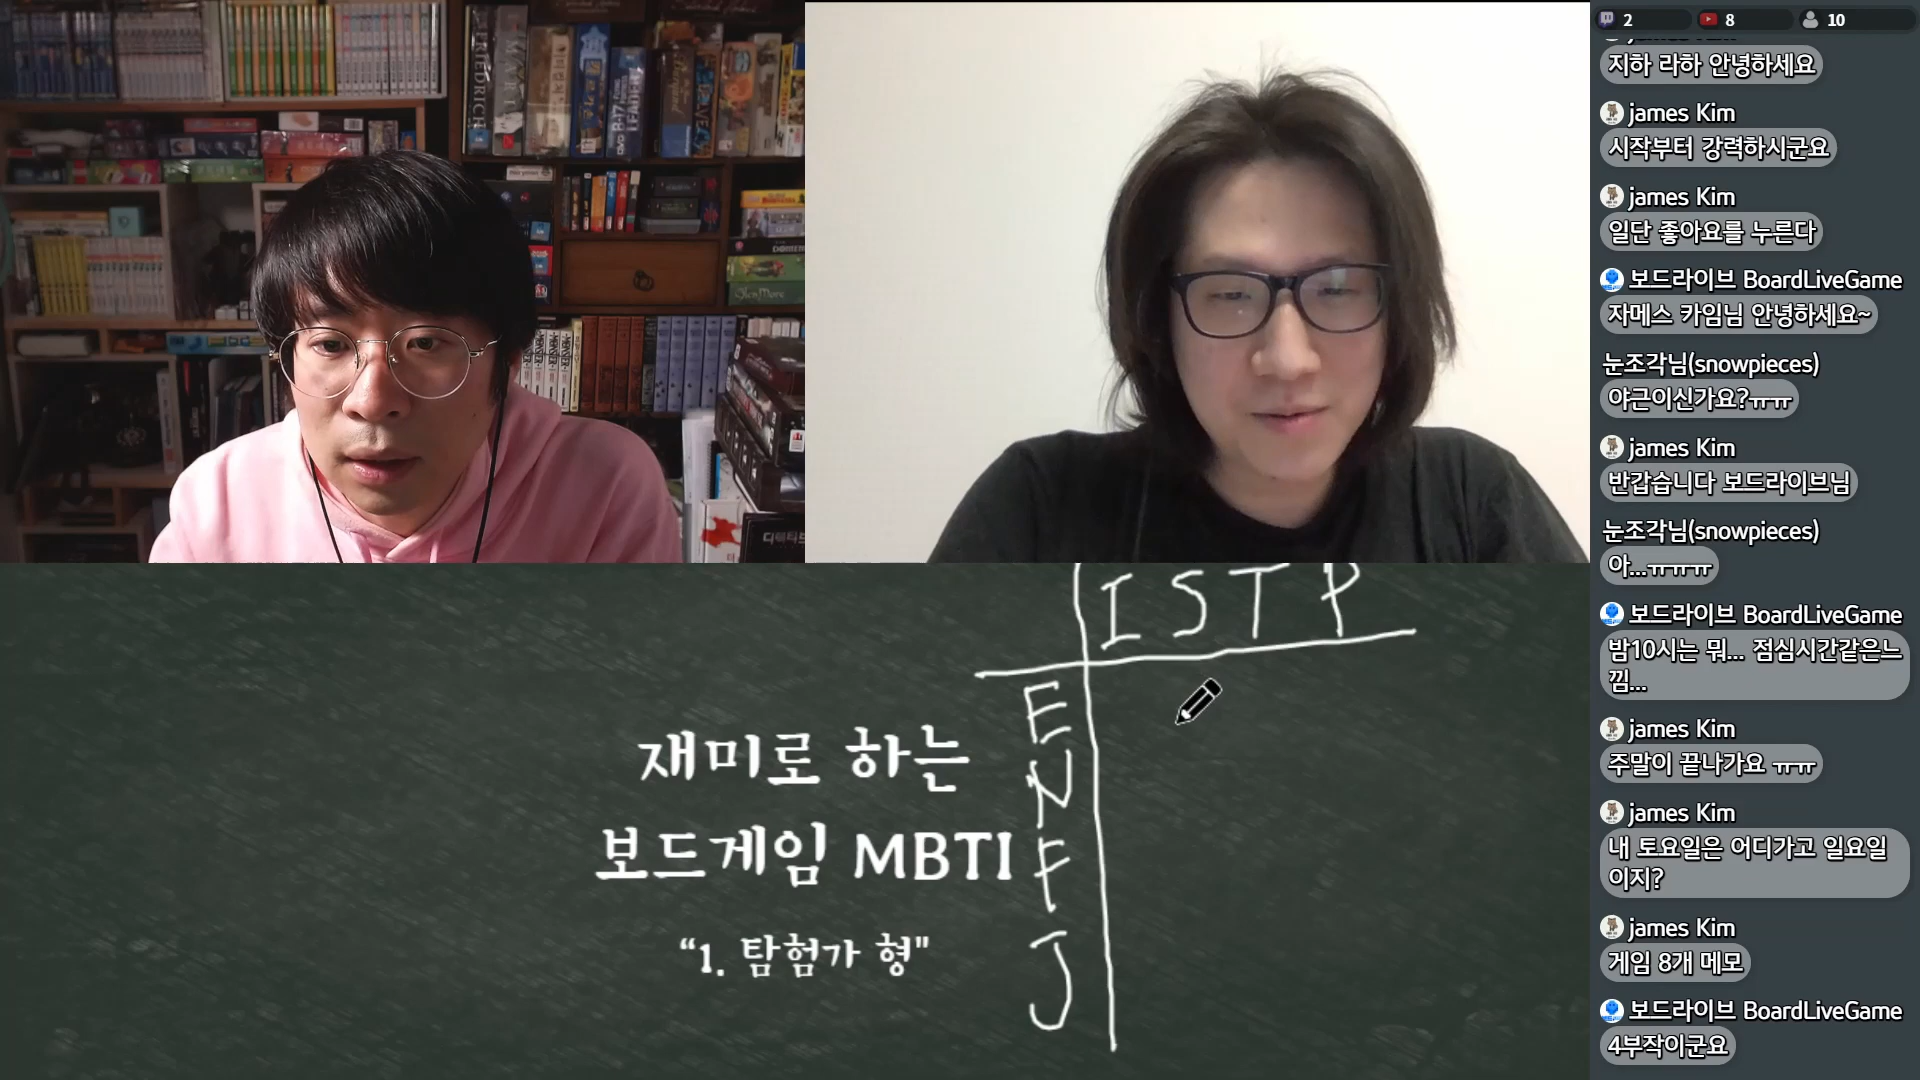 FRIEDRICH
B-17
LEADER
GlenMore
디텍티브
I S T P
E
N
F
J
재미로 하는
보드게임 MBTI
“1. 탐험가 형"
2
8
10
지하 라하 안녕하세요
james Kim
시작부터 강력하시군요
james Kim
일단 좋아요를 누른다
보드라이브 BoardLiveGame
자메스 카임님 안녕하세요~
눈조각님(snowpieces)
야근이신가요?ㅠㅠ
james Kim
반갑습니다 보드라이브님
눈조각님(snowpieces)
아...ㅠㅠㅠ
보드라이브 BoardLiveGame
밤10시는 뭐... 점심시간같은느
낌...
james Kim
주말이 끝나가요 ㅠㅠ
james Kim
내 토요일은 어디가고 일요일
이지?
james Kim
게임 8개 메모
보드라이브 BoardLiveGame
4부작이군요